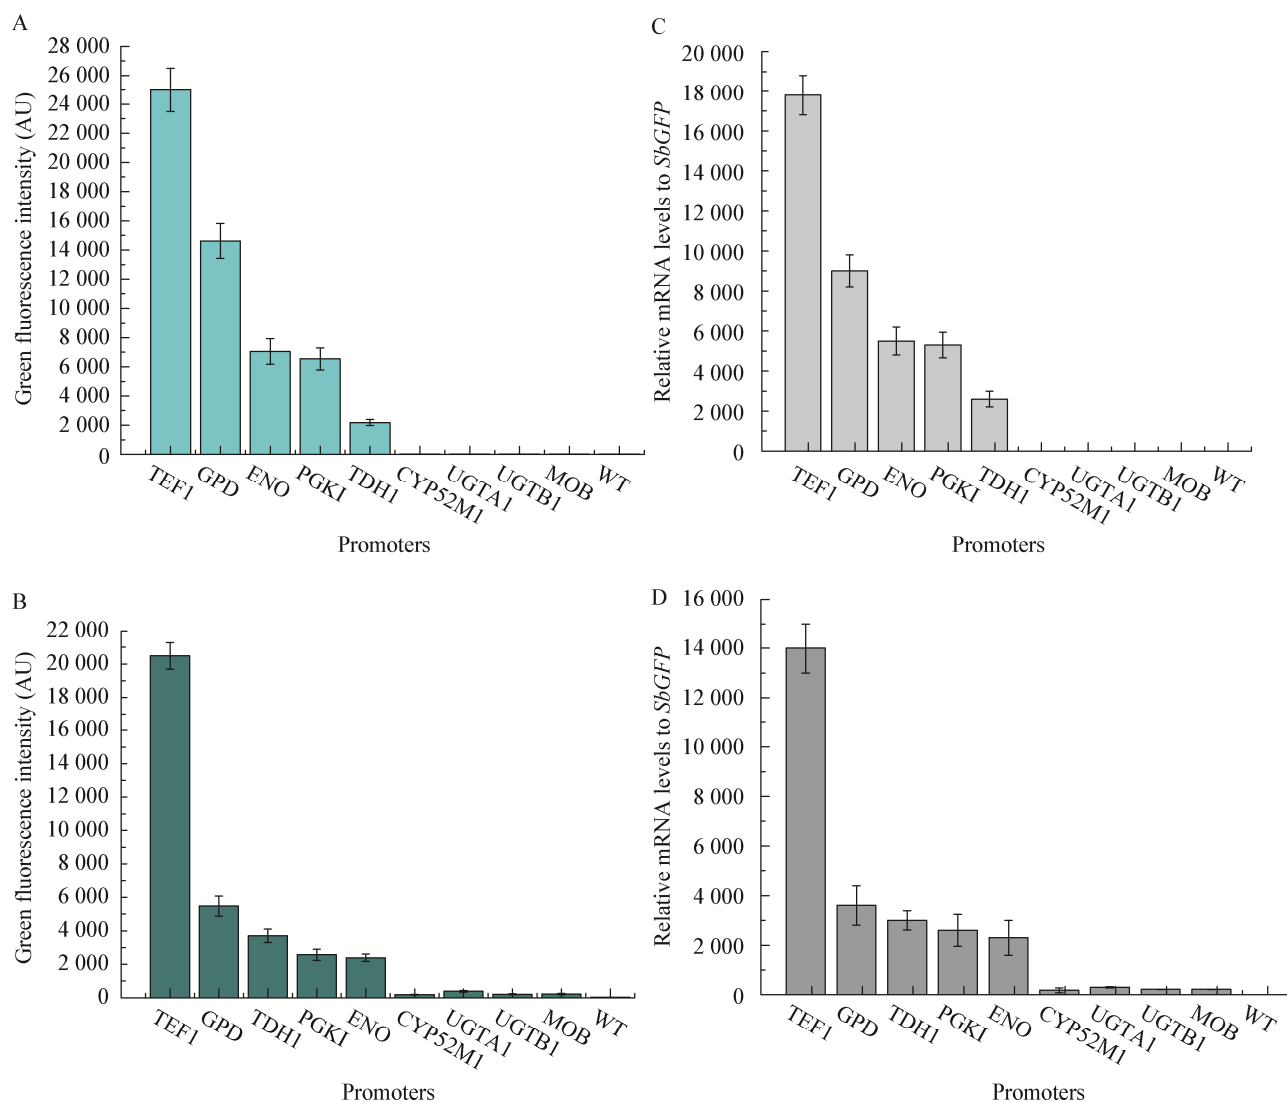 A
Green fluorescence intensity (AU)
28 000
26 000
24 000
22 000
20 000
18 000
16 000
14 000
12 000
10 000
8 000
6 000
4 000
2 000
0
TEF1
GPD
ENO
PGKI
TDH1
CYP52M1
UGTA1
UGTB1
MOB
WT
Promoters
C
Relative mRNA levels to SbGFP
20 000
18 000
16 000
14 000
12 000
10 000
8 000
6 000
4 000
2 000
0
TEF1
GPD
ENO
PGKI
TDH1
CYP52M1
UGTA1
UGTB1
MOB
WT
Promoters
B
Green fluorescence intensity (AU)
22 000
20 000
18 000
16 000
14 000
12 000
10 000
8 000
6 000
4 000
2 000
0
TEF1
GPD
TDH1
PGKI
ENO
CYP52M1
UGTA1
UGTB1
MOB
WT
Promoters
D
Relative mRNA levels to SbGFP
16 000
14 000
12 000
10 000
8 000
6 000
4 000
2 000
0
TEF1
GPD
TDH1
PGKI
ENO
CYP52M1
UGTA1
UGTB1
MOB
WT
Promoters